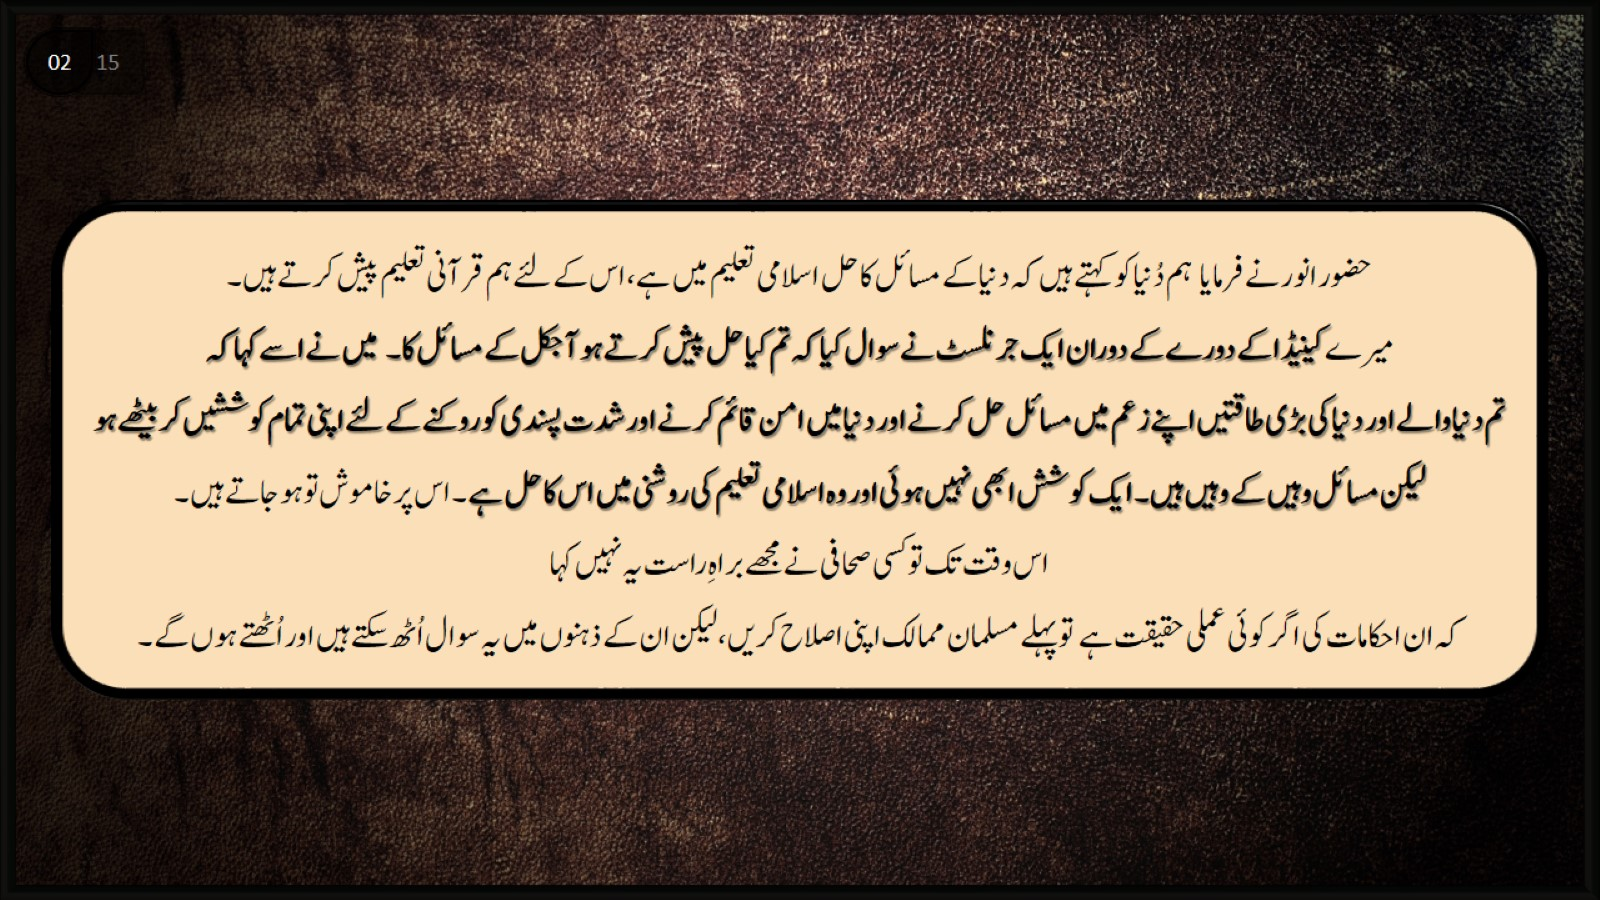 02 15
حضور انور نے فرمایا ہم دُنیا کو کہتے ہیں کہ دنیا کے مسائل کا حل اسلامی تعلیم میں ہے، اس کے لئے ہم قرآنی تعلیم پیش کرتے ہیں۔
میرے کینیڈا کے دورے کے دوران ایک جرنلسٹ نے سوال کیا کہ تم کیا حل پیش کرتے ہو آجکل کے مسائل کا۔ میں نے اسے کہا کہ
تم دنیا والے اور دنیا کی بڑی طاقتیں اپنے زعم میں مسائل حل کرنے اور دنیا میں امن قائم کرنے اور شدت پسندی کو روکنے کے لئے اپنی تمام کوششیں کر بیٹھے ہو
لیکن مسائل وہیں کے وہیں ہیں۔ ایک کوشش ابھی نہیں ہوئی اور وہ اسلامی تعلیم کی روشنی میں اس کا حل ہے۔ اس پر خاموش تو ہو جاتے ہیں۔
اس وقت تک تو کسی صحافی نے مجھے براہِ راست یہ نہیں کہا
کہ ان احکامات کی اگر کوئی عملی حقیقت ہے تو پہلے مسلمان ممالک اپنی اصلاح کریں، لیکن ان کے ذہنوں میں یہ سوال اُٹھ سکتے ہیں اور اُٹھتے ہوں گے۔